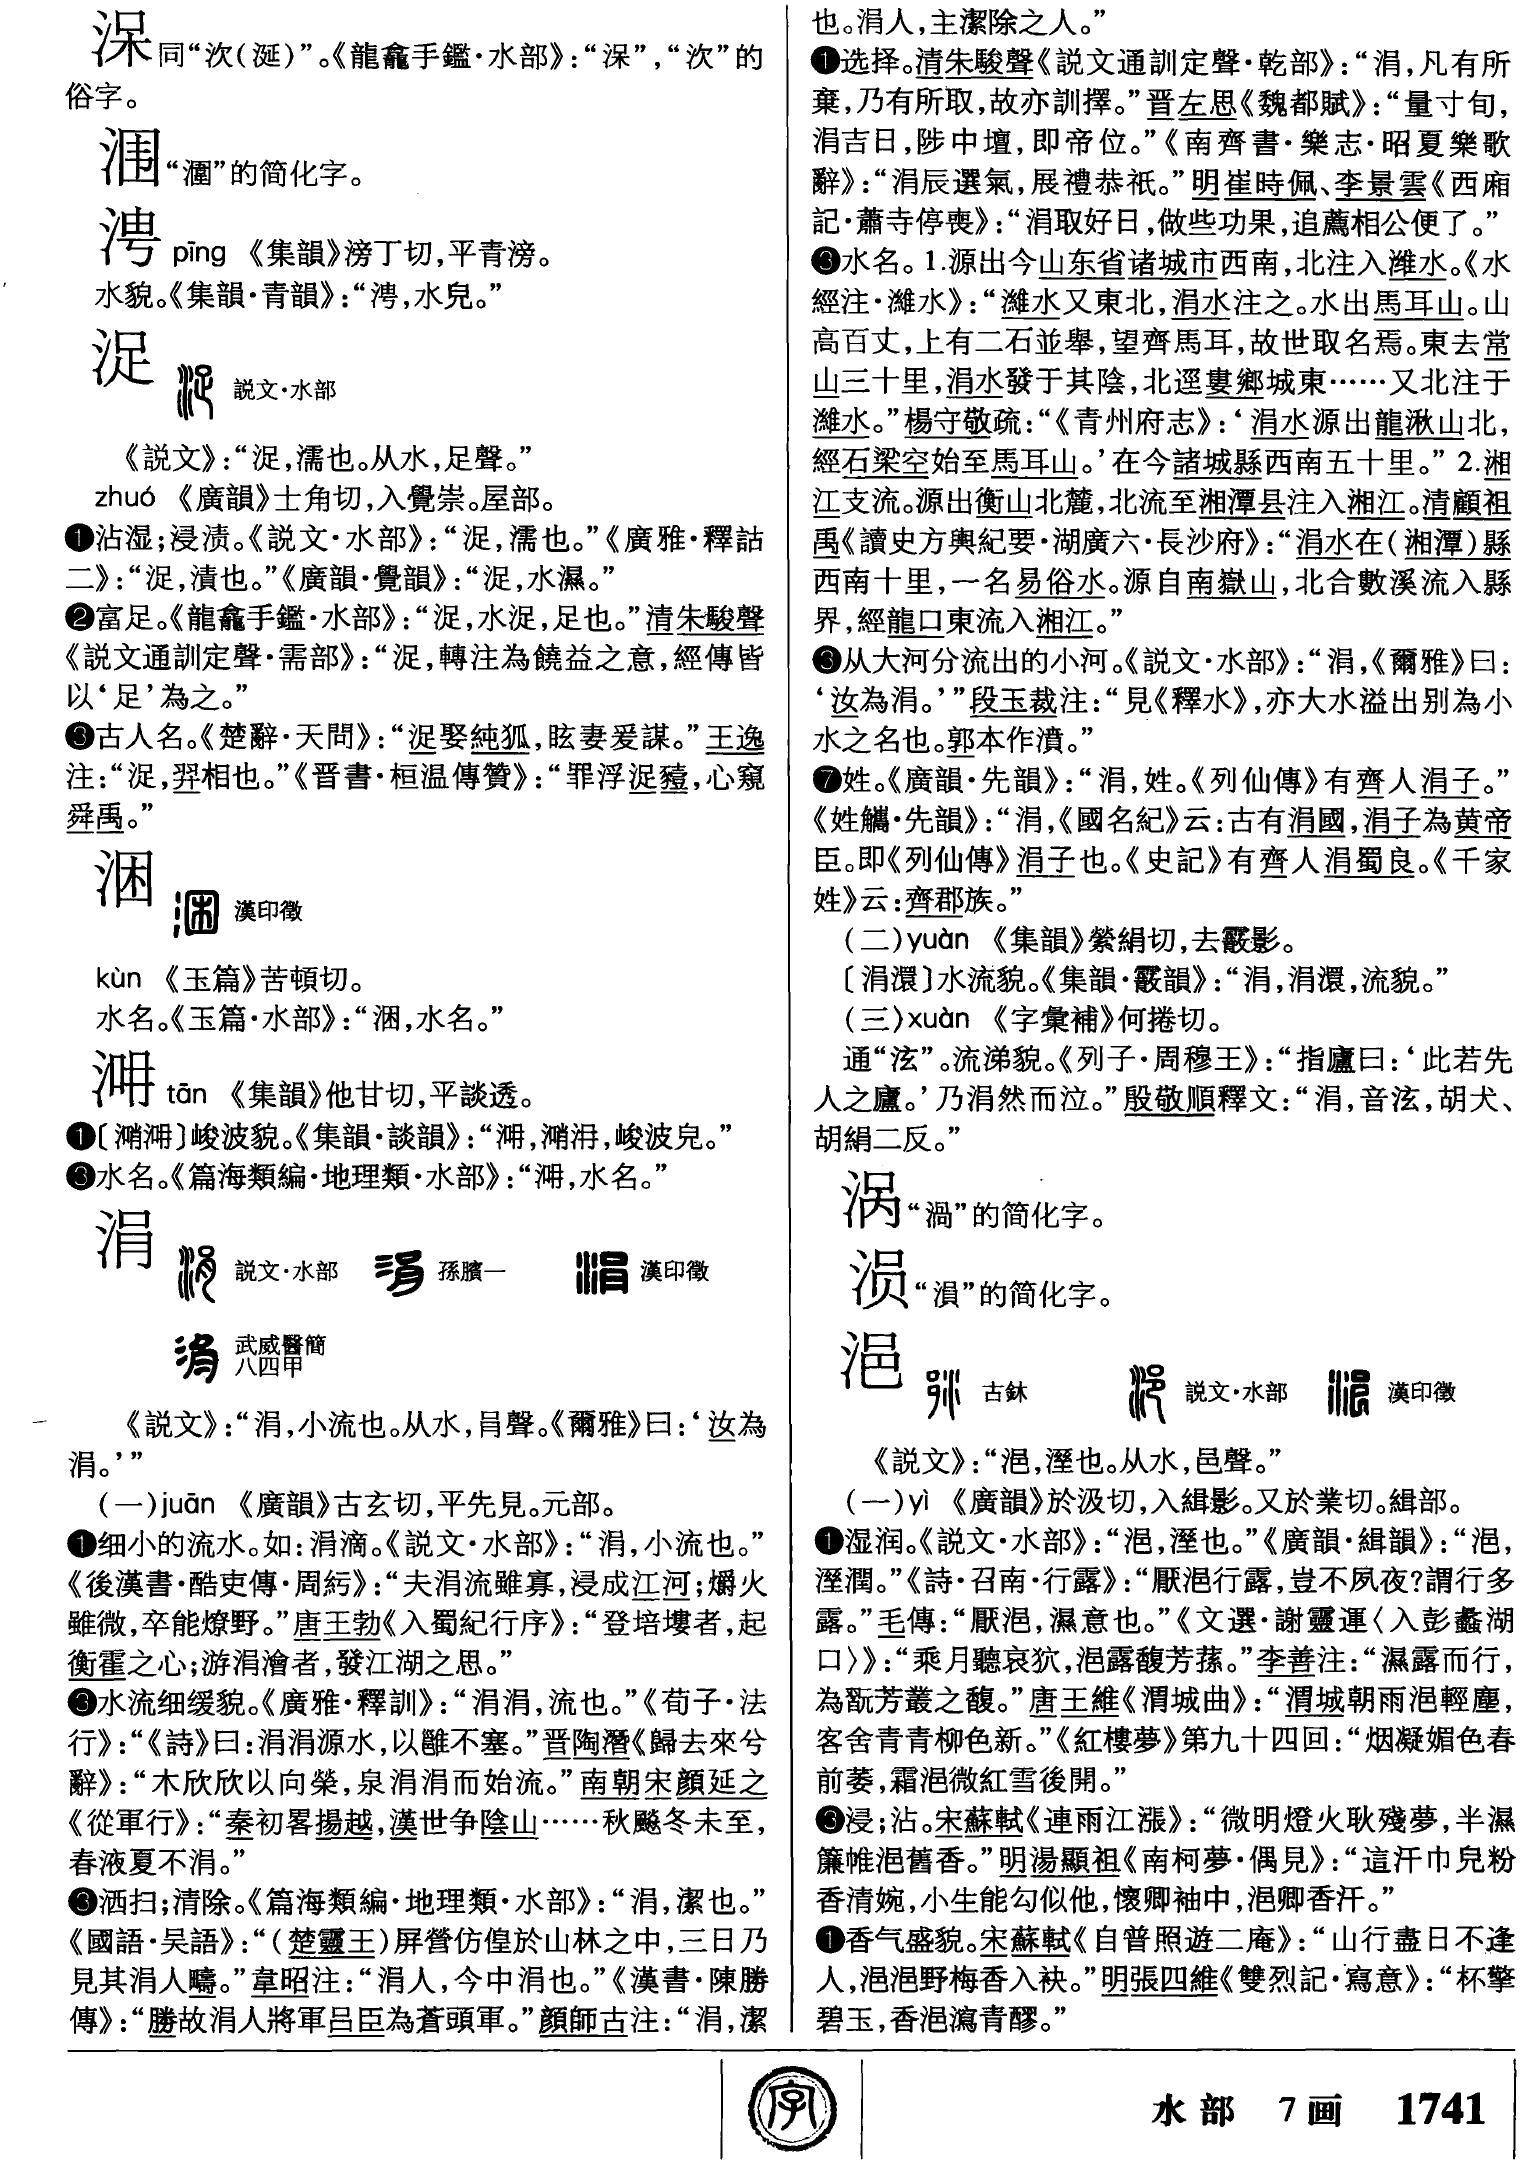 㳭同“㳄(涎)”。《龍龕手鑑·水部》：“㳭”，“㳄”的
俗字。
涠“潿”的简化字。
涄 pīng 《集韻》滂丁切，平青滂。
水貌。《集韻·青韻》：“涄，水皃。”
浞 説文·水部
《説文》：“浞，濡也。从水，足聲。”
zhuó 《廣韻》士角切，入覺崇。屋部。
❶沾湿；浸渍。《説文·水部》：“浞，濡也。”《廣雅·釋詁
二》：“浞，漬也。”《廣韻·覺韻》：“浞，水濕。”
❷富足。《龍龕手鑑·水部》：“浞，水浞，足也。”清朱駿聲
《説文通訓定聲·需部》：“浞，轉注為饒益之意，經傳皆
以‘足’為之。”
❸古人名。《楚辭·天問》：“浞娶純狐，眩妻爰謀。”王逸
注：“浞，羿相也。”《晋書·桓温傳贊》：“罪浮浞豷，心窺
舜禹。”
涃 漢印徵
kùn 《玉篇》苦頓切。
水名。《玉篇·水部》：“涃，水名。”
tān 《集韻》他甘切，平談透。
❶峻波貌。《集韻·談韻》：峻波皃。”
❸水名。《篇海類編·地理類·水部》：水名。”
涓 説文·水部 孫臏一 漢印徵
武威醫簡
八四甲
《説文》：“涓，小流也。从水，肙聲。《爾雅》曰：‘汝為
涓。’”
(一)juān 《廣韻》古玄切，平先見。元部。
❶细小的流水。如：涓滴。《説文·水部》：“涓，小流也。”
《後漢書·酷吏傳·周䊸》：“夫涓流雖寡，浸成江河；爝火
雖微，卒能燎野。”唐王勃《入蜀紀行序》：“登培塿者，起
衡霍之心；游涓澮者，發江湖之思。”
❸水流细缓貌。《廣雅·釋訓》：“涓涓，流也。”《荀子·法
行》：“《詩》曰：涓涓源水，以雝不塞。”晋陶潛《歸去來兮
辭》：“木欣欣以向榮，泉涓涓而始流。”南朝宋顔延之
《從軍行》：“秦初畧揚越，漢世争陰山……秋飈冬未至，
春液夏不涓。”
❸洒扫；清除。《篇海類編·地理類·水部》：“涓，潔也。”
《國語·吴語》：“(楚靈王)屏營仿偟於山林之中，三日乃
見其涓人疇。”韋昭注：“涓人，今中涓也。”《漢書·陳勝
傳》：“勝故涓人將軍吕臣為蒼頭軍。”顔師古注：“涓，潔
也。涓人，主潔除之人。”
❶选择。清朱駿聲《説文通訓定聲·乾部》：“涓，凡有所
棄，乃有所取，故亦訓擇。”晋左思《魏都賦》：“量寸旬，
涓吉日，陟中壇，即帝位。”《南齊書·樂志·昭夏樂歌
辭》：“涓辰選氣，展禮恭祇。”明崔時佩、李景雲《西廂
記·蕭寺停喪》：“涓取好日，做些功果，追薦相公便了。”
❸水名。1.源出今山东省诸城市西南，北注入潍水。《水
經注·濰水》：“濰水又東北，涓水注之。水出馬耳山。山
高百丈，上有二石並舉，望齊馬耳，故世取名焉。東去常
山三十里，涓水發于其陰，北逕婁鄉城東……又北注于
濰水。”楊守敬疏：“《青州府志》：‘涓水源出龍湫山北，
經石梁空始至馬耳山。’在今諸城縣西南五十里。” 2.湘
江支流。源出衡山北麓，北流至湘潭县注入湘江。清顧祖
禹《讀史方輿紀要·湖廣六·長沙府》：“涓水在(湘潭)縣
西南十里，一名易俗水。源自南嶽山，北合數溪流入縣
界，經龍口東流入湘江。”
❸从大河分流出的小河。《説文·水部》：“涓，《爾雅》曰：
‘汝為涓。’”段玉裁注：“見《釋水》，亦大水溢出别為小
水之名也。郭本作濆。”
❼姓。《廣韻·先韻》：“涓，姓。《列仙傳》有齊人涓子。”
《姓觿·先韻》：“涓，《國名紀》云：古有涓國，涓子為黄帝
臣。即《列仙傳》涓子也。《史記》有齊人涓蜀良。《千家
姓》云：齊郡族。”
(二)yuàn 《集韻》縈絹切，去霰影。
〔涓澴〕水流貌。《集韻·霰韻》：“涓，涓澴，流貌。”
(三)xuàn 《字彙補》何捲切。
通“泫”。流涕貌。《列子·周穆王》：“指廬曰：‘此若先
人之廬。’乃涓然而泣。”殷敬順釋文：“涓，音泫，胡犬、
胡絹二反。”
涡“渦”的简化字。
涢“溳”的简化字。
浥 古鉥 説文·水部 漢印徵
《説文》：“浥，溼也。从水，邑聲。”
(一)yì 《廣韻》於汲切，入緝影。又於業切。緝部。
❶湿润。《説文·水部》：“浥，溼也。”《廣韻·緝韻》：“浥，
溼潤。”《詩·召南·行露》：“厭浥行露，豈不夙夜？謂行多
露。”毛傳：“厭浥，濕意也。”《文選·謝靈運〈入彭蠡湖
口〉》：“乘月聽哀狖，浥露馥芳蓀。”李善注：“濕露而行，
為翫芳叢之馥。”唐王維《渭城曲》：“渭城朝雨浥輕塵，
客舍青青柳色新。”《紅樓夢》第九十四回：“烟凝媚色春
前萎，霜浥微紅雪後開。”
❸浸；沾。宋蘇軾《連雨江漲》：“微明燈火耿殘夢，半濕
簾帷浥舊香。”明湯顯祖《南柯夢·偶見》：“這汗巾兒粉
香清婉，小生能勾似他，懷卿袖中，浥卿香汗。”
❶香气盛貌。宋蘇軾《自普照遊二庵》：“山行盡日不逢
人，浥浥野梅香入袂。”明張四維《雙烈記·寫意》：“杯擎
碧玉，香浥瀉青醪。”
字
水部 7画 1741